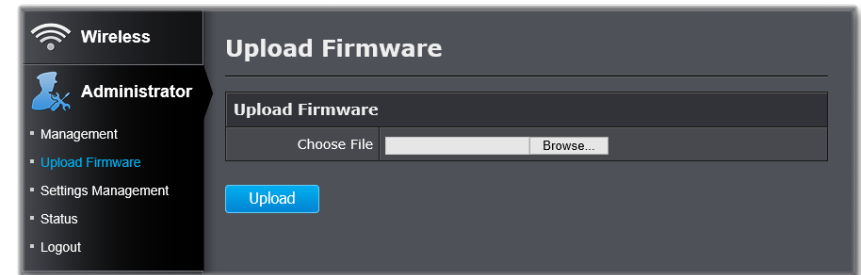 Wireless
Administrator
Management
Upload Firmware
Settings Management
Status
Logout
Upload Firmware
Upload Firmware
Choose File Browse...
Upload